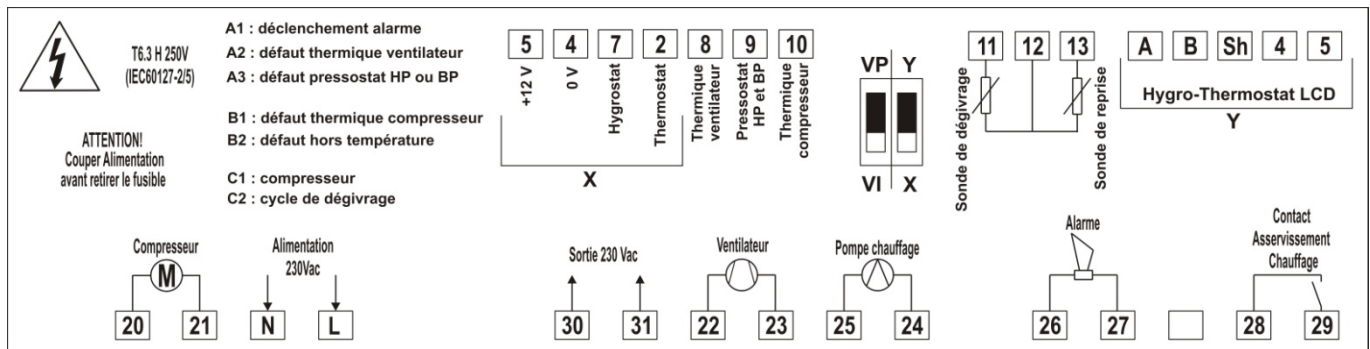 T6.3 H 250V
(IEC60127-2/5)
ATTENTION!
Couper Alimentation
avant retirer le fusible
A1 : déclenchement alarme
A2 : défaut thermique ventilateur
A3 : défaut pressostat HP ou BP
B1 : défaut thermique compresseur
B2 : défaut hors température
C1 : compresseur
C2 : cycle de dégivrage
5 4 7 2 8 9 10
+12 V
0 V
Hygrostat
Thermostat
Thermique
ventilateur
Pressostat
HP et BP
Thermique
compresseur
X
VP Y
VI X
11 12 13
Sonde de dégivrage
Sonde de reprise
A B Sh 4 5
Hygro-Thermostat LCD
Y
Compresseur
M
20 21
Alimentation
230Vac
N L
Sortie 230 Vac
30 31
Ventilateur
22 23
Pompe chauffage
25 24
Alarme
26 27
Contact
Asservissement
Chauffage
28 29